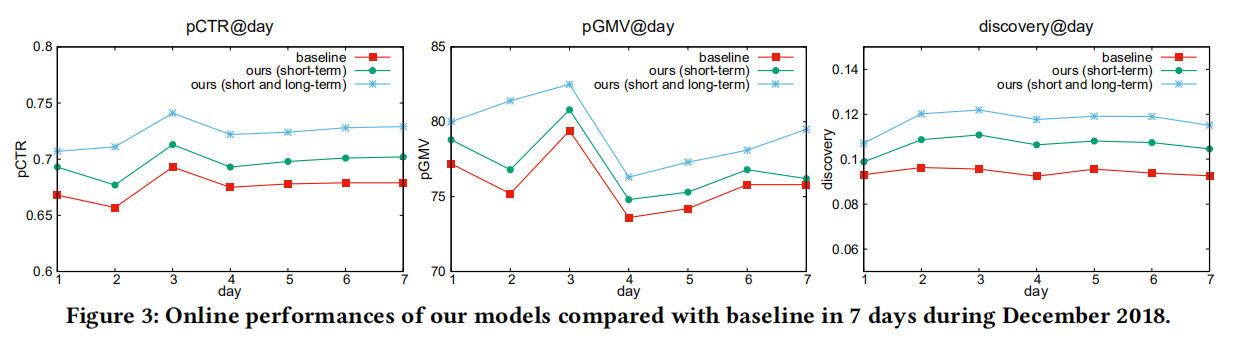 pCTR@day
0.8
0.75
0.7
0.65
0.6
pCTR
baseline
ours (short-term)
ours (short and long-term)
1 2 3 4 5 6 7
day
pGMV@day
85
80
75
70
pGMV
baseline
ours (short-term)
ours (short and long-term)
1 2 3 4 5 6 7
day
discovery@day
0.14
0.12
0.1
0.08
0.06
discovery
baseline
ours (short-term)
ours (short and long-term)
1 2 3 4 5 6 7
day
Figure 3: Online performances of our models compared with baseline in 7 days during December 2018.